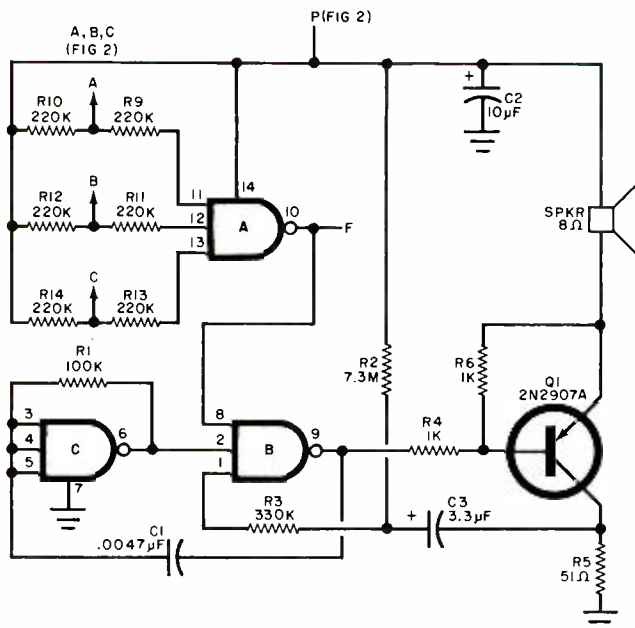 P(FIG 2)
A, B, C
(FIG 2)
A
R10
220K
R9
220K
+
C2
10µF
11
14
B
R12
220K
R11
220K
12
A
10
F
13
SPKR
8Ω
C
R14
220K
R13
220K
R1
100K
R2
7.3M
R6
1K
Q1
2N2907A
3
4
5
C
6
7
8
2
1
B
9
R4
1K
R3
330K
+
C3
3.3µF
C1
.0047µF
R5
51Ω